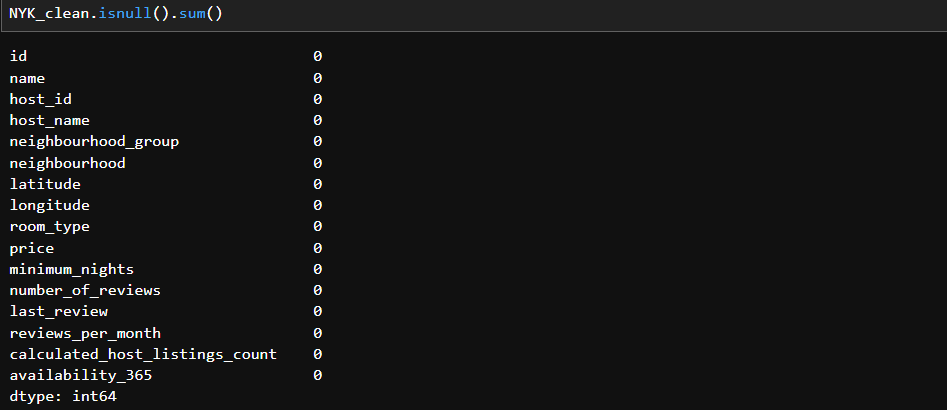 NYK_clean.isnull().sum()
id 0
name 0
host_id 0
host_name 0
neighbourhood_group 0
neighbourhood 0
latitude 0
longitude 0
room_type 0
price 0
minimum_nights 0
number_of_reviews 0
last_review 0
reviews_per_month 0
calculated_host_listings_count 0
availability_365 0
dtype: int64